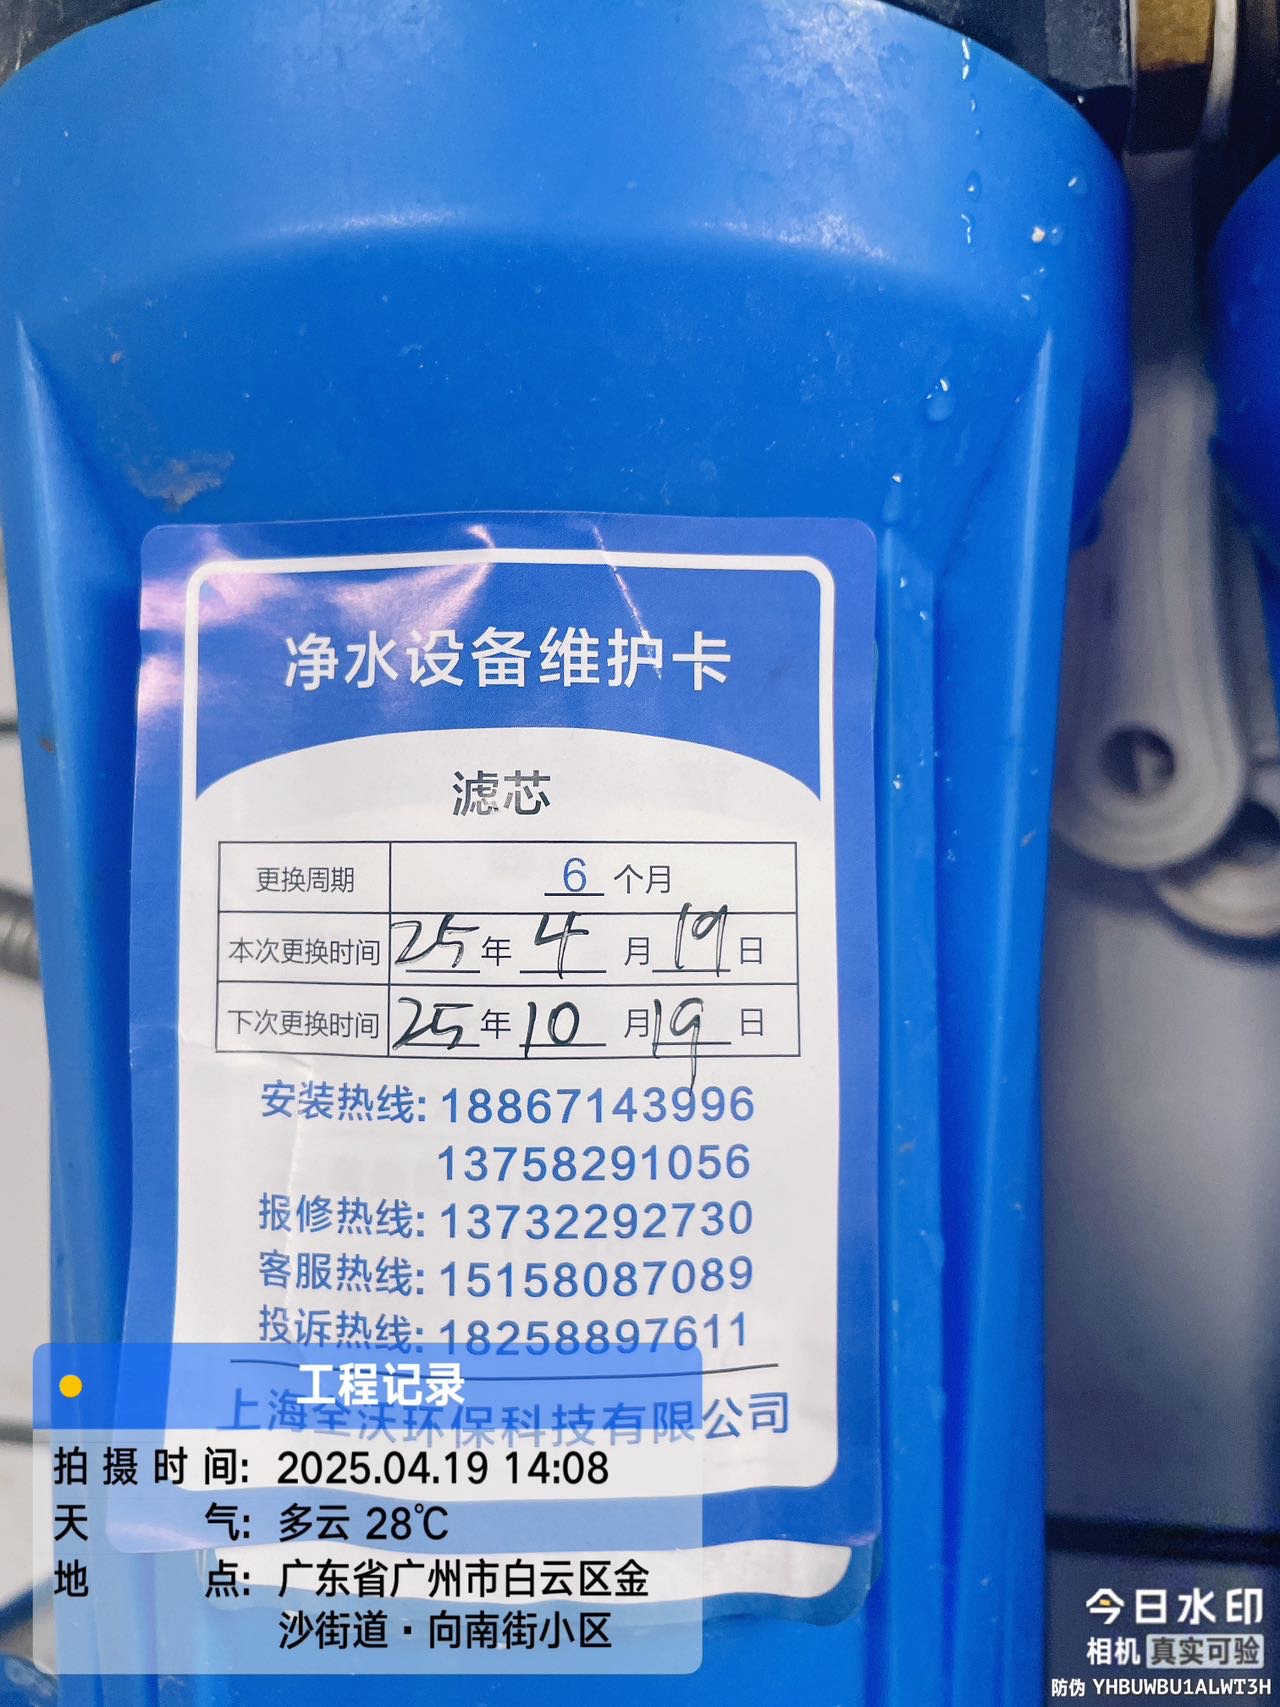 净水设备维护卡
滤芯
更换周期 6 个月
本次更换时间 25年 4 月 19 日
下次更换时间 25年 10 月 19 日
安装热线: 18867143996
13758291056
报修热线: 13732292730
客服热线: 15158087089
投诉热线: 18258897611
上海全沃环保科技有限公司
工程记录
拍摄时间: 2025.04.19 14:08
天气: 多云 28℃
地点: 广东省广州市白云区金
沙街道·向南街小区
今日水印
相机 真实可验
防伪 YHBUWBU1ALWT3H